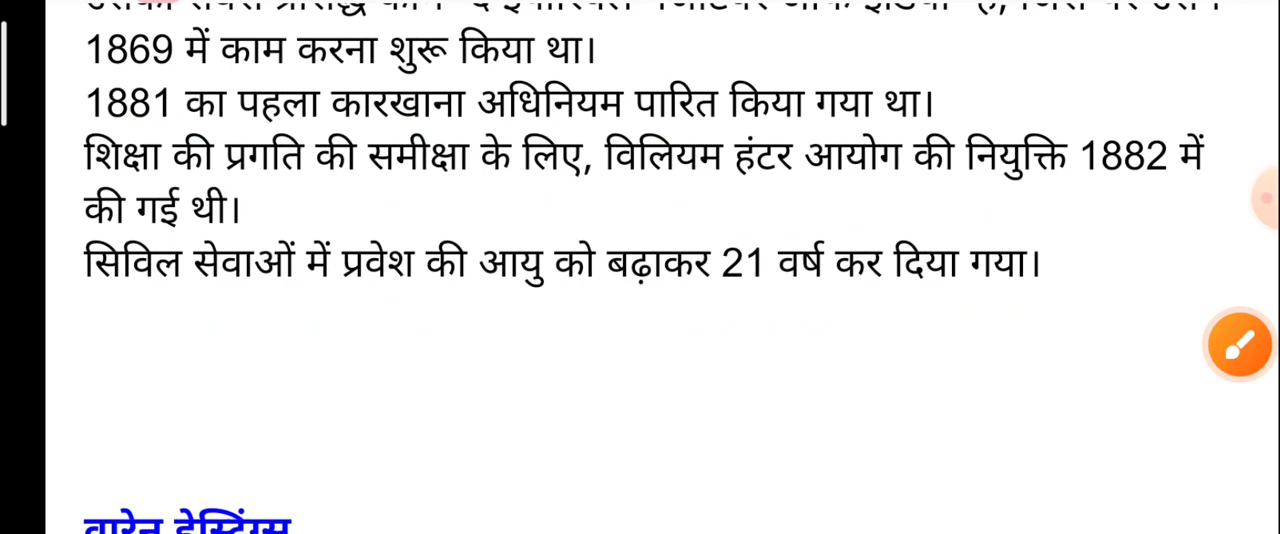 1869 में काम करना शुरू किया था।
1881 का पहला कारखाना अधिनियम पारित किया गया था।
शिक्षा की प्रगति की समीक्षा के लिए, विलियम हंटर आयोग की नियुक्ति 1882 में
की गई थी।
सिविल सेवाओं में प्रवेश की आयु को बढ़ाकर 21 वर्ष कर दिया गया।
वारेन हेस्टिंग्स